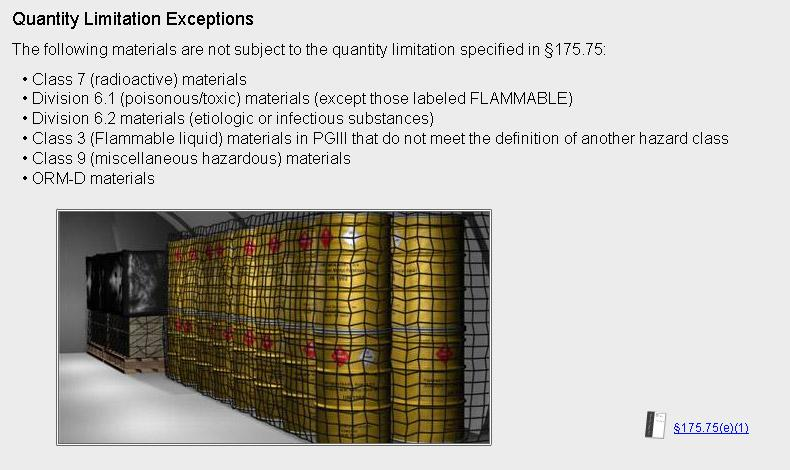 Quantity Limitation Exceptions
The following materials are not subject to the quantity limitation specified in §175.75:
• Class 7 (radioactive) materials
• Division 6.1 (poisonous/toxic) materials (except those labeled FLAMMABLE)
• Division 6.2 materials (etiologic or infectious substances)
• Class 3 (Flammable liquid) materials in PGIII that do not meet the definition of another hazard class
• Class 9 (miscellaneous hazardous) materials
• ORM-D materials
§175.75(e)(1)